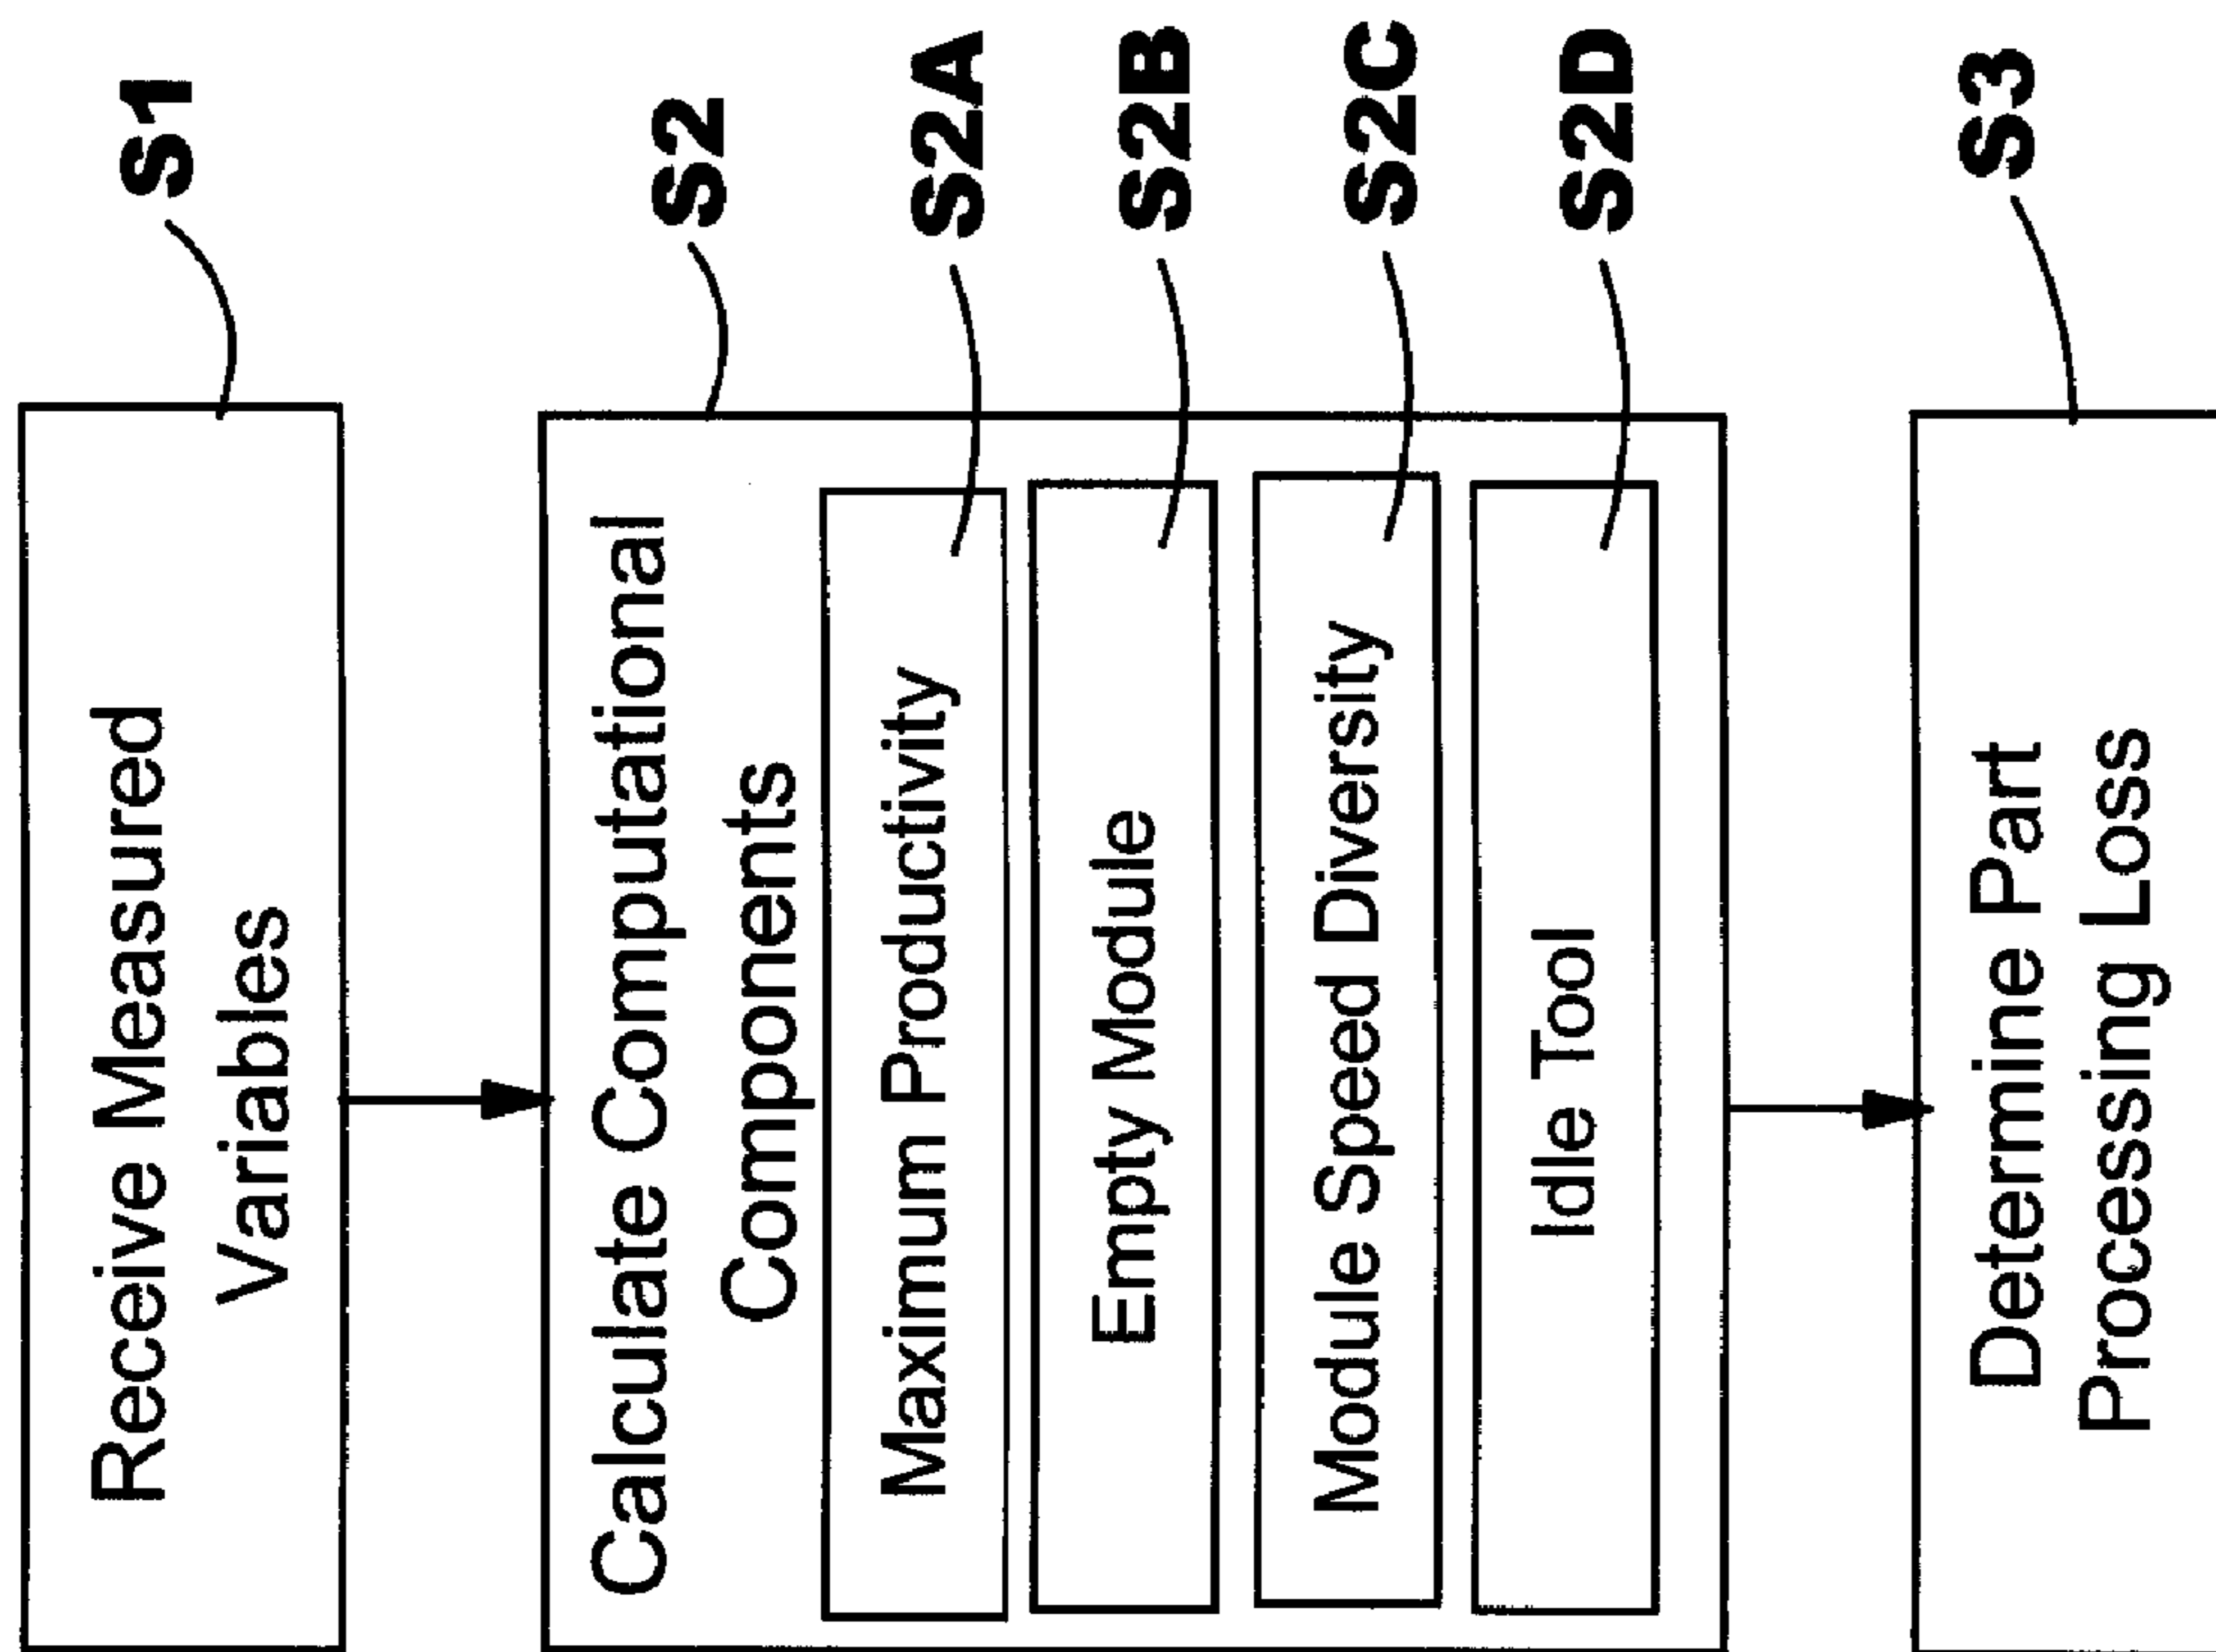 Receive Measured
Variables
S1
Calculate Computational
Components
S2
Maximum Productivity
S2A
Empty Module
S2B
Module Speed Diversity
S2C
Idle Tool
S2D
Determine Part
Processing Loss
S3